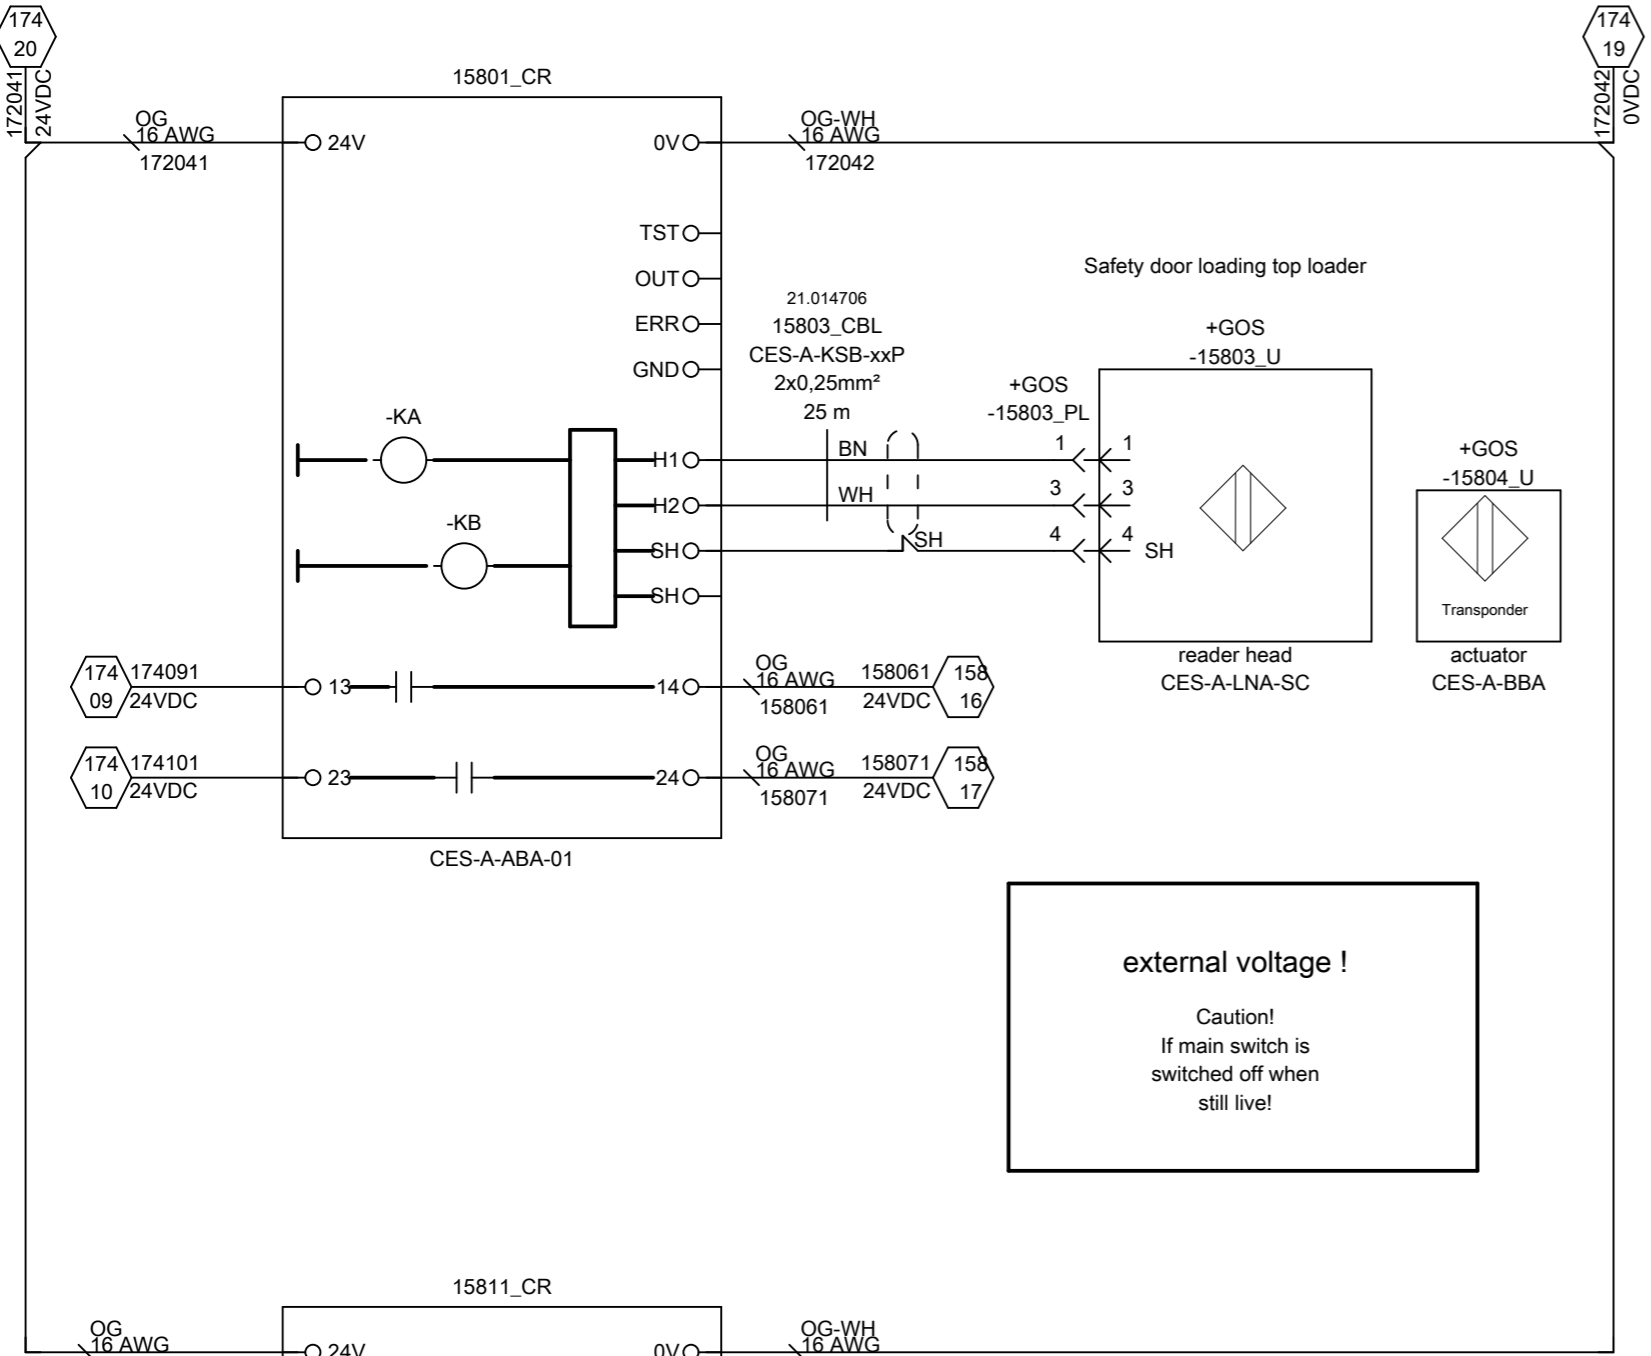 174
20
172041
24VDC
174
19
172042
0VDC
15801_CR
OG
16 AWG
172041
24V
0V
OG-WH
16 AWG
172042
TST
OUT
ERR
GND
Safety door loading top loader
21.014706
15803_CBL
CES-A-KSB-xxP
2x0,25mm²
25 m
+GOS
-15803_PL
+GOS
-15803_U
+GOS
-15804_U
-KA
-KB
H1
BN
1
1
H2
WH
3
3
SH
SH
4
4
SH
SH
Transponder
reader head
CES-A-LNA-SC
actuator
CES-A-BBA
174
09
174091
24VDC
13
14
OG
16 AWG
158061
158061
24VDC
158
16
174
10
174101
24VDC
23
24
OG
16 AWG
158071
158071
24VDC
158
17
CES-A-ABA-01
external voltage !
Caution!
If main switch is
switched off when
still live!
15811_CR
OG
16 AWG
24V
0V
OG-WH
16 AWG